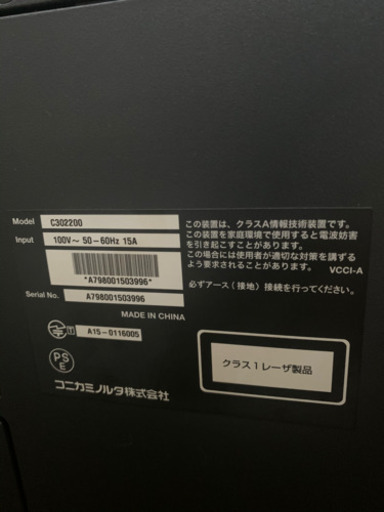 Model C302200
Input 100V～ 50－60Hz 15A
*A798001503996*
Serial No. A798001503996
MADE IN CHINA
T A15－0116005
PS
E
コニカミノルタ株式会社
この装置は、クラスA情報技術装置です。
この装置を家庭環境で使用すると電波妨害
を引き起こすことがあります。
この場合には使用者が適切な対策を講ずる
よう要求されることがあります。
VCCI-A
必ずアース（接地）接続を行ってください。
クラス1レーザ製品